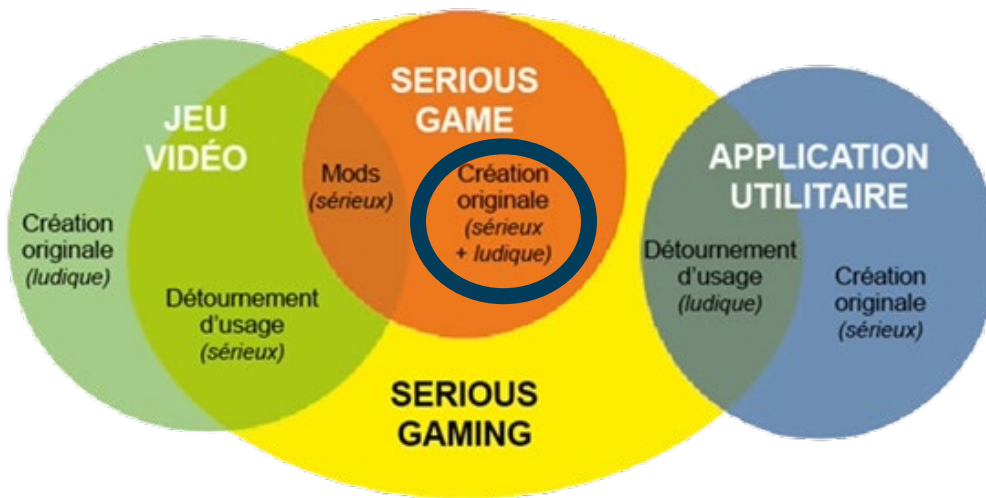 SERIOUS
GAME
JEU
VIDÉO
Mods
(sérieux)
Création
originale
(sérieux
+ ludique)
APPLICATION
UTILITAIRE
Création
originale
(ludique)
Détournement
d'usage
(sérieux)
Détournement
d'usage
(ludique)
Création
originale
(sérieux)
SERIOUS
GAMING